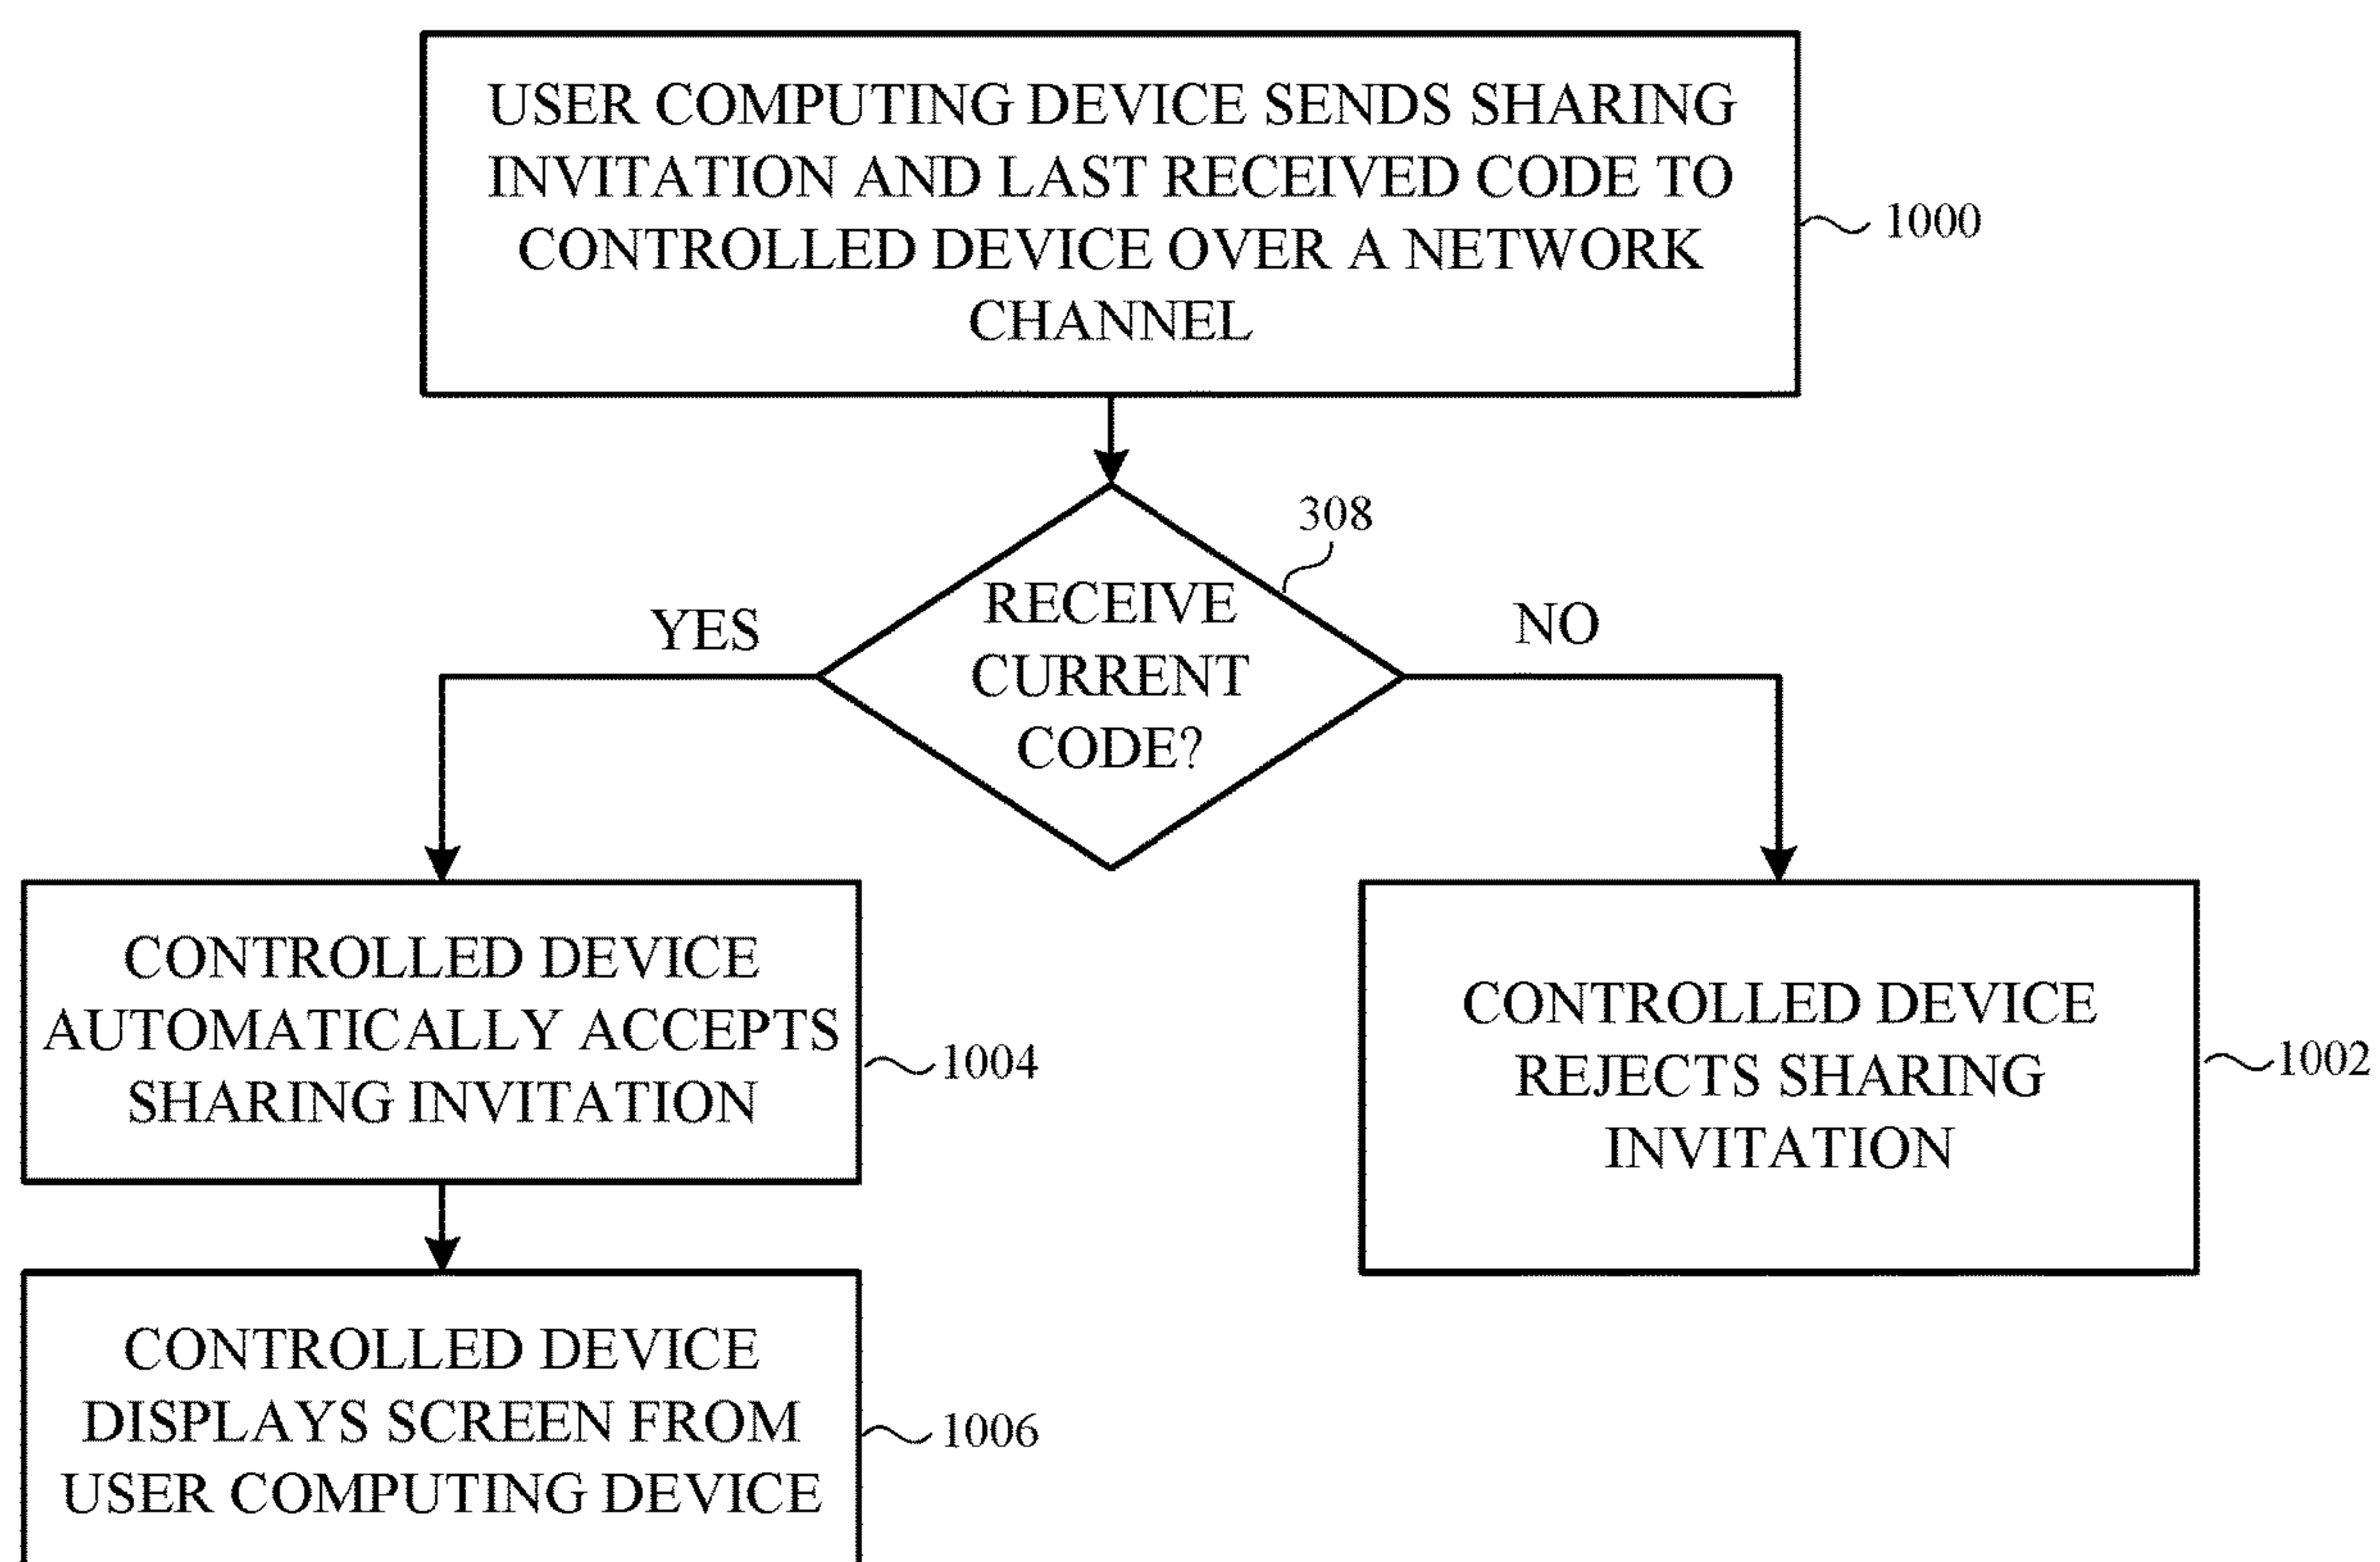 USER COMPUTING DEVICE SENDS SHARING
INVITATION AND LAST RECEIVED CODE TO
CONTROLLED DEVICE OVER A NETWORK
CHANNEL
1000
308
RECEIVE
CURRENT
CODE?
YES
NO
CONTROLLED DEVICE
AUTOMATICALLY ACCEPTS
SHARING INVITATION
1004
CONTROLLED DEVICE
REJECTS SHARING
INVITATION
1002
CONTROLLED DEVICE
DISPLAYS SCREEN FROM
USER COMPUTING DEVICE
1006